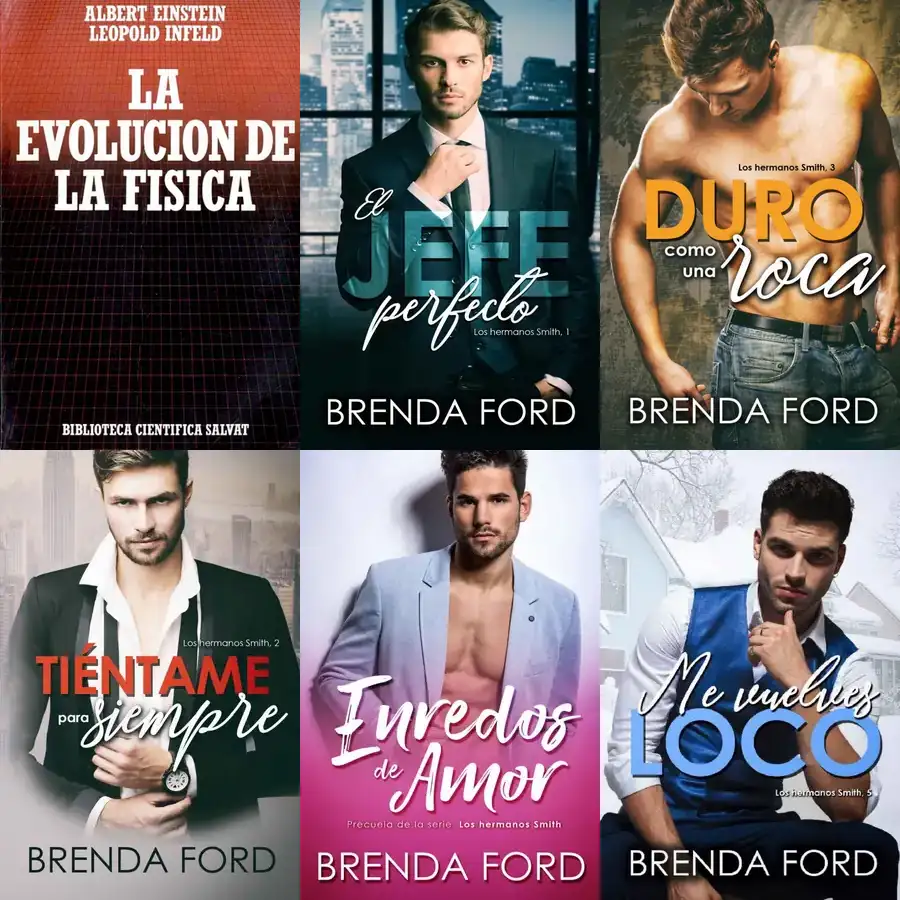 ALBERT EINSTEIN
LEOPOLD INFELD
LA
EVOLUCION DE
LA FISICA
BIBLIOTECA CIENTIFICA SALVAT
El
JEFE
perfecto
Los hermanos Smith, 1
BRENDA FORD
Los hermanos Smith, 3
DURO
como
una
roca
BRENDA FORD
Los hermanos Smith, 2
TIÉNTAME
para siempre
BRENDA FORD
Enredos
de Amor
Precuela de la serie Los hermanos Smith
BRENDA FORD
Me vuelves
LOCO
Los hermanos Smith, 5
BRENDA FORD